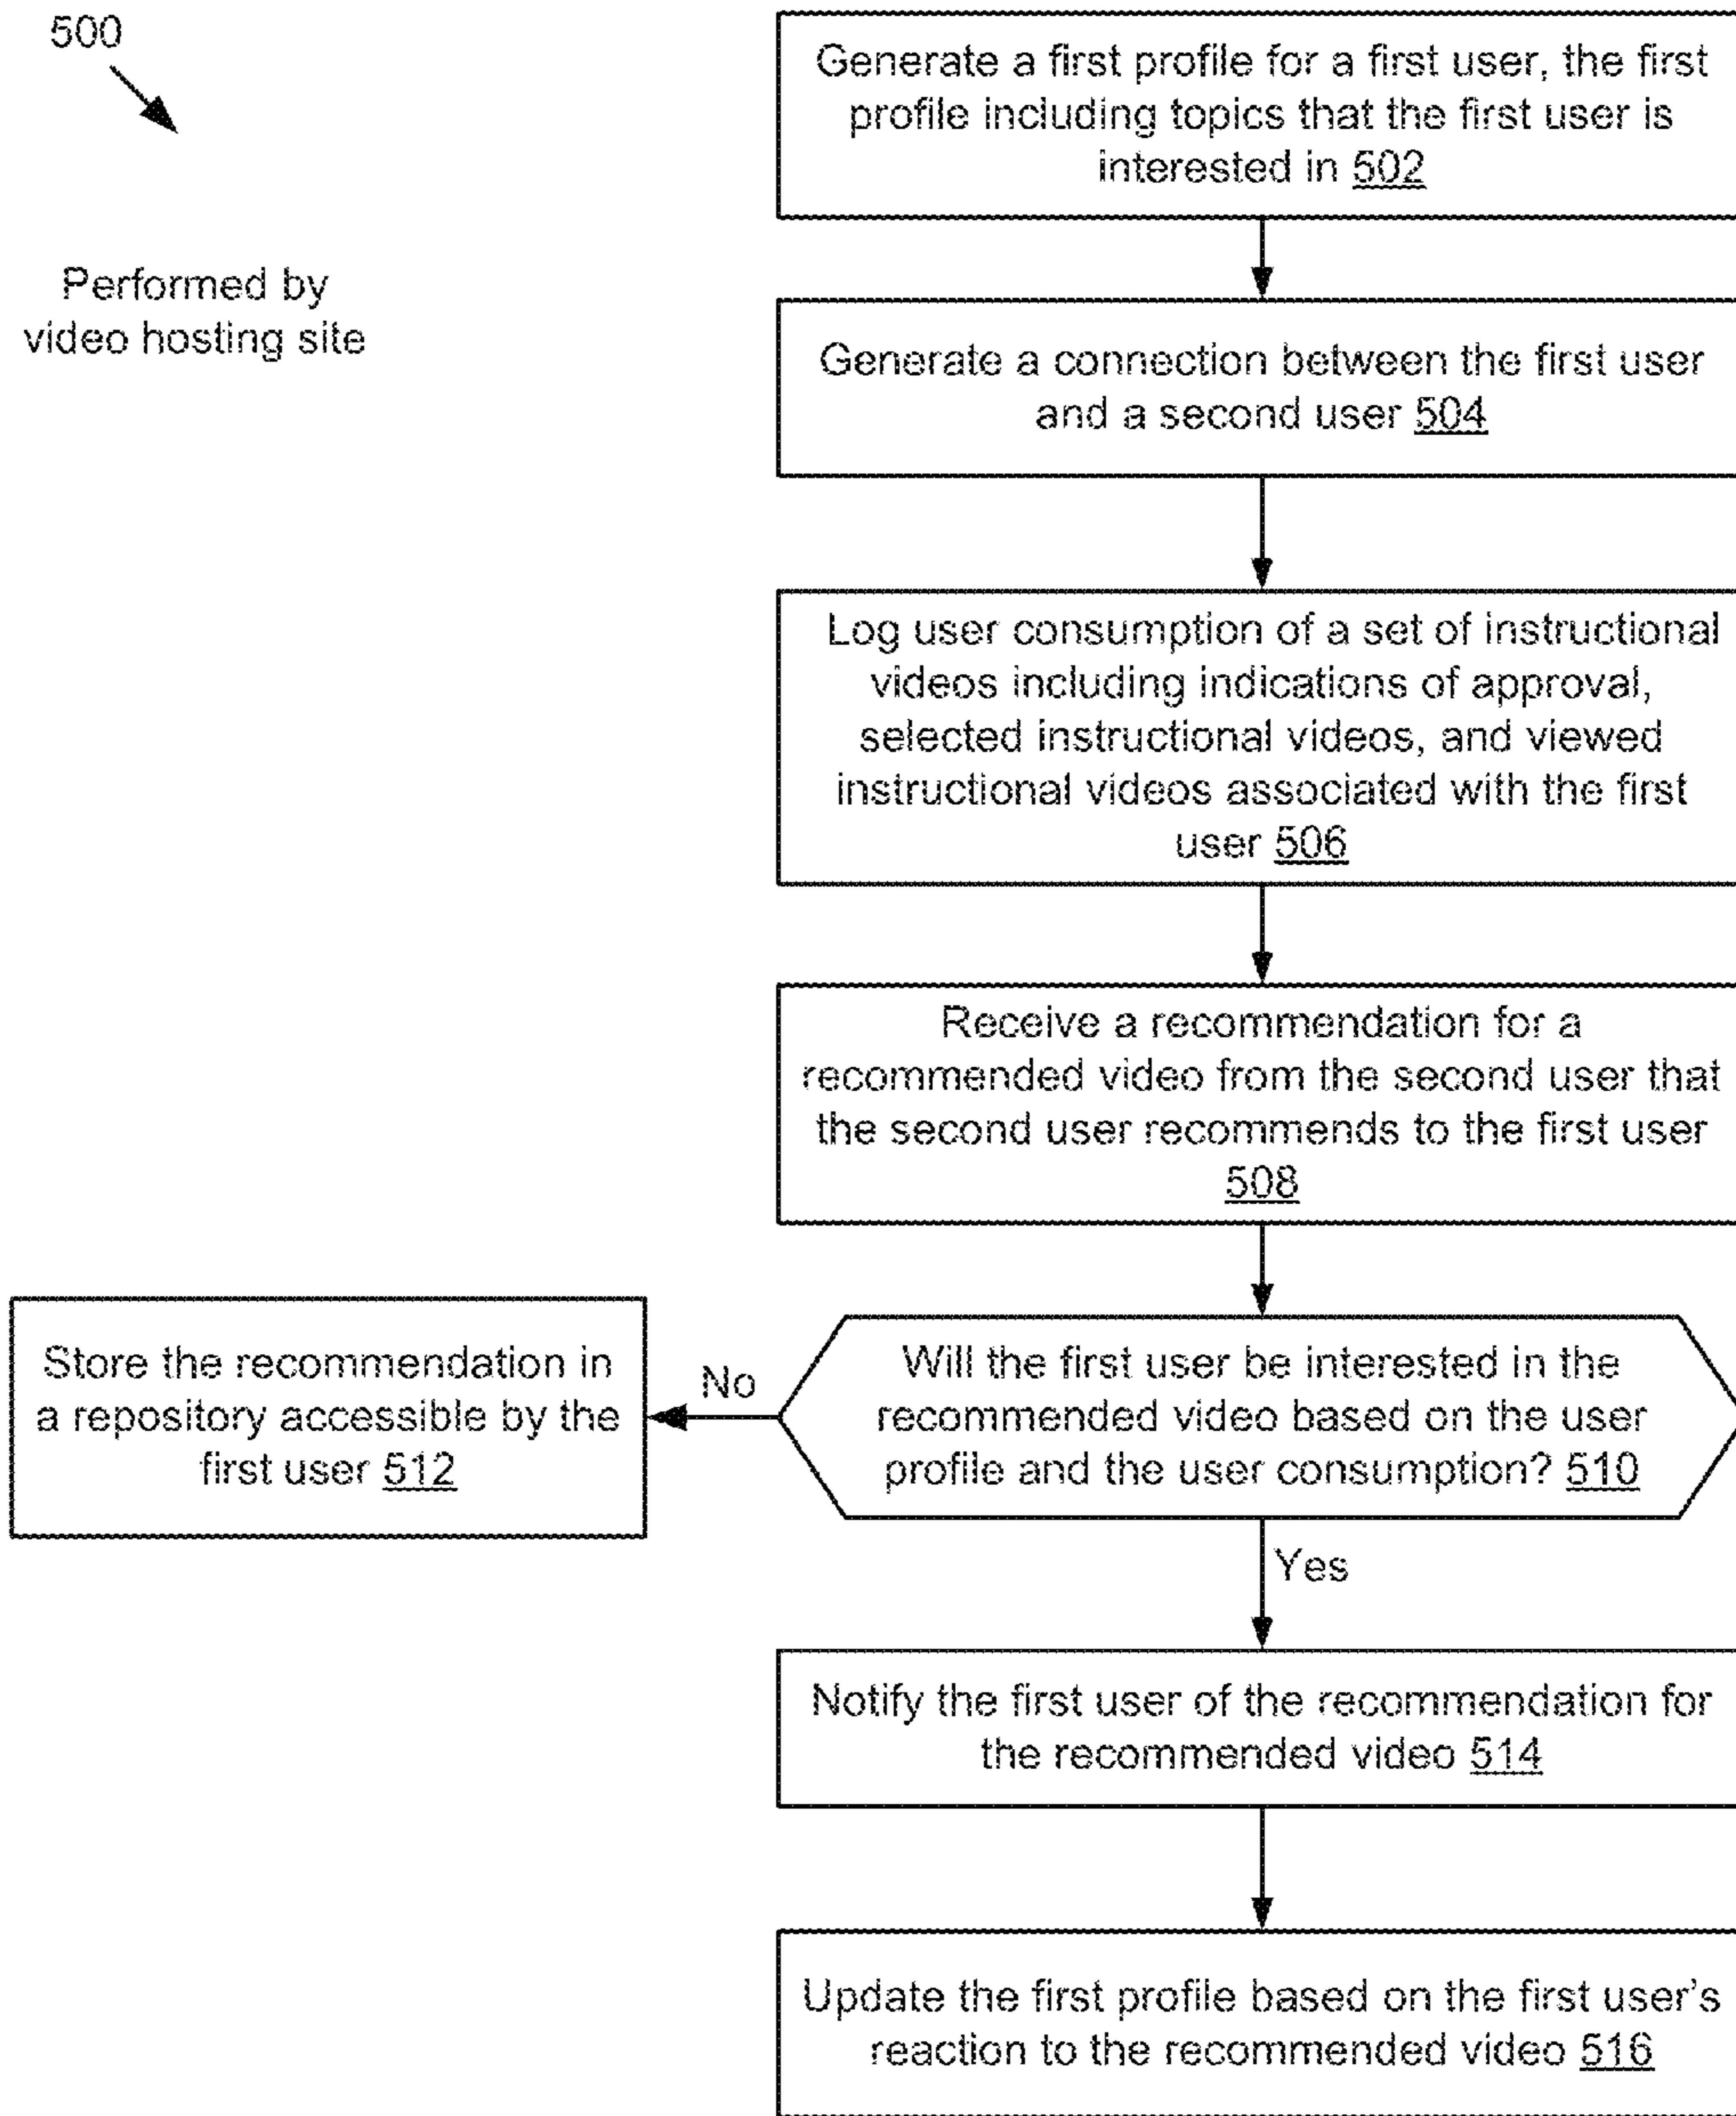 500
Generate a first profile for a first user, the first
profile including topics that the first user is
interested in 502
Performed by
video hosting site
Generate a connection between the first user
and a second user 504
Log user consumption of a set of instructional
videos including indications of approval,
selected instructional videos, and viewed
instructional videos associated with the first
user 506
Receive a recommendation for a
recommended video from the second user that
the second user recommends to the first user
508
Will the first user be interested in the
recommended video based on the user
profile and the user consumption? 510
No
Store the recommendation in
a repository accessible by the
first user 512
Yes
Notify the first user of the recommendation for
the recommended video 514
Update the first profile based on the first user's
reaction to the recommended video 516